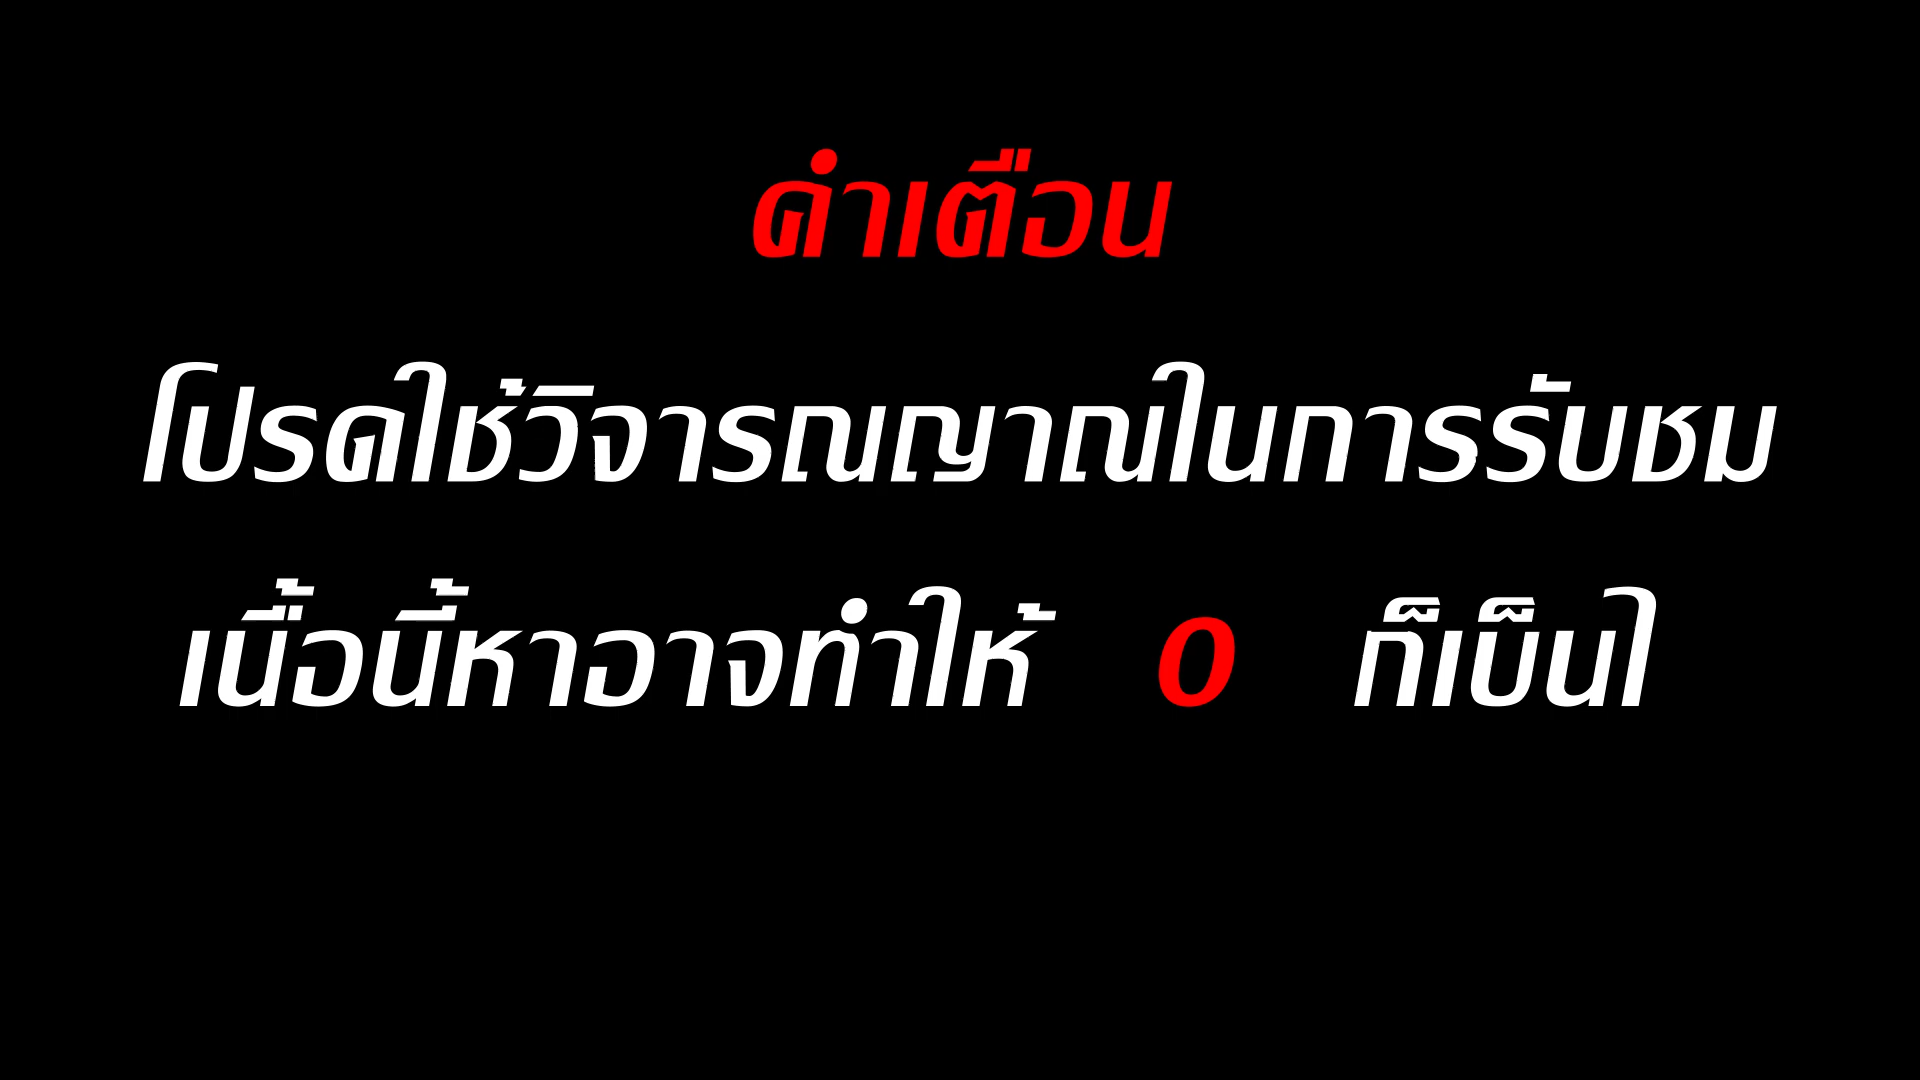 คำเตือน
โปรดใช้วิจารณญาณในการรับชม
เนื้อนี้หาอาจทำให้ 0 ก็เบ็นไ